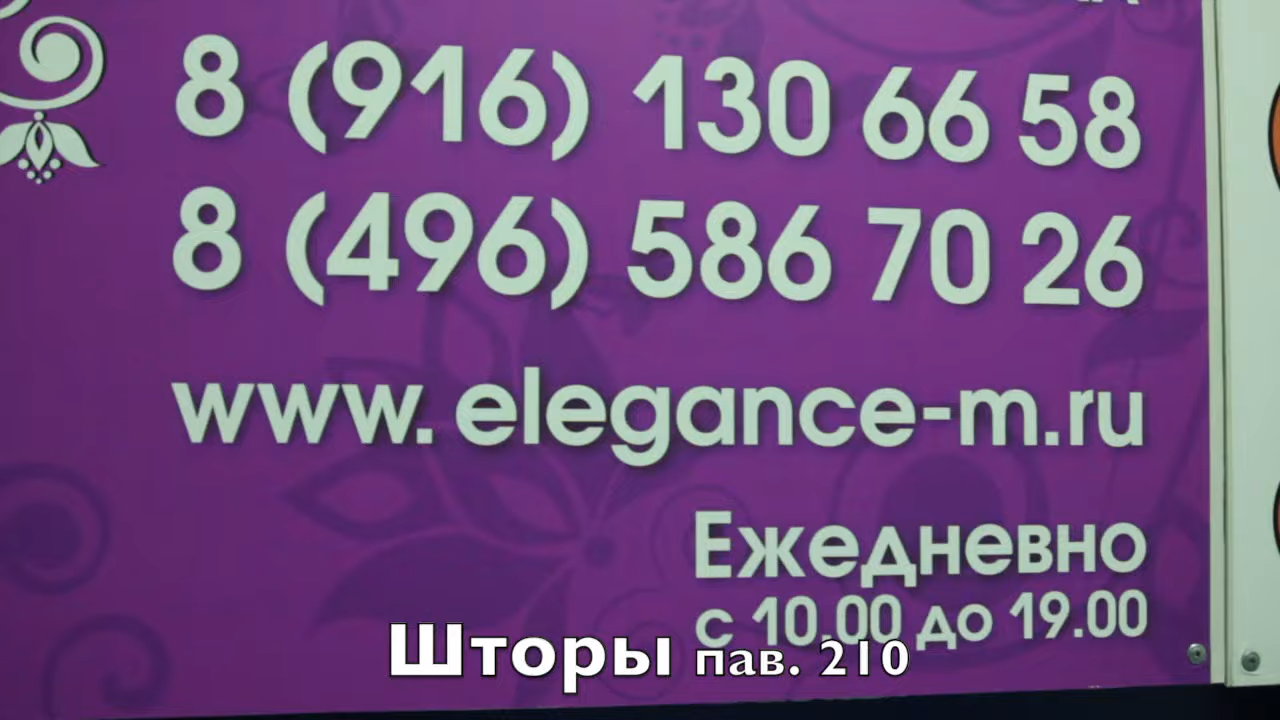 8 (916) 130 66 58
8 (496) 586 70 26
www. elegance-m.ru
Ежедневно
с 10.00 до 19.00
Шторы пав. 210